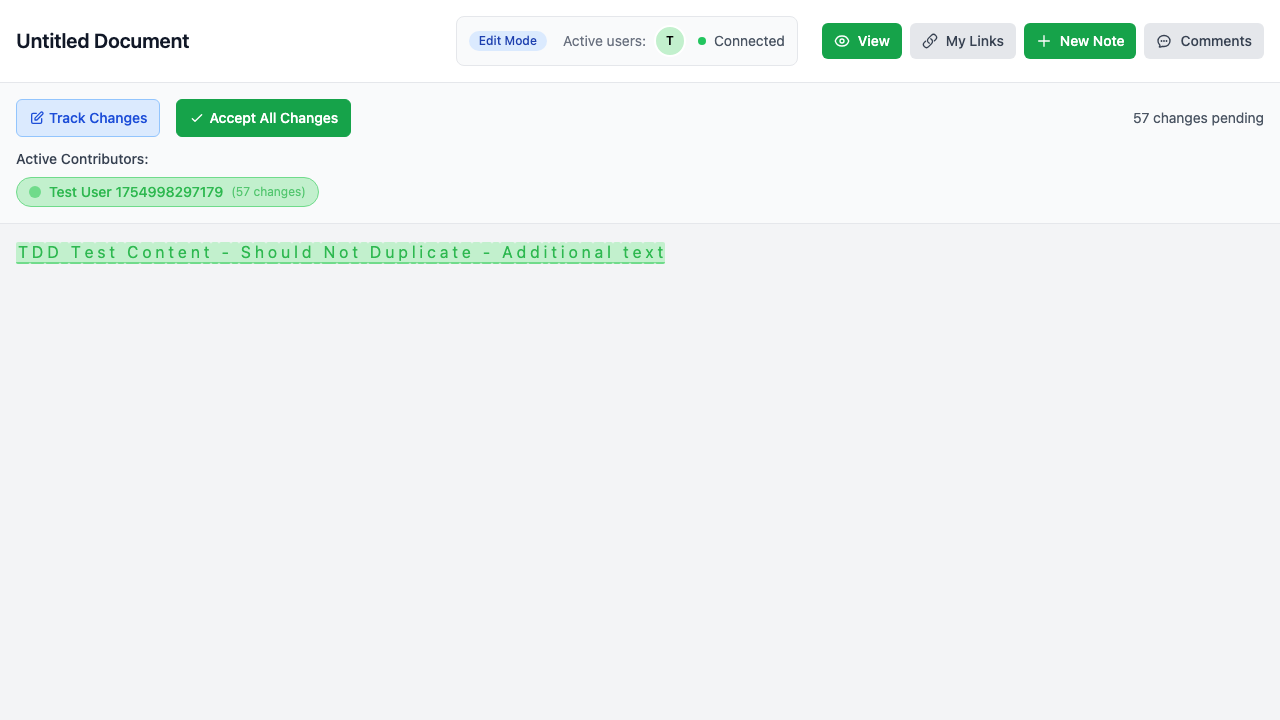 Untitled Document
Edit Mode Active users: T Connected View My Links New Note Comments
Track Changes Accept All Changes 57 changes pending
Active Contributors:
Test User 1754998297179 (57 changes)
TDD Test Content - Should Not Duplicate - Additional text